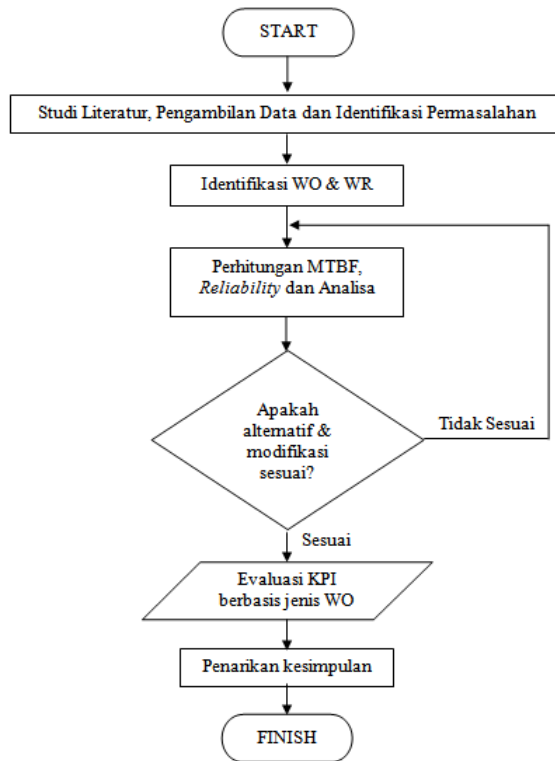 START
Studi Literatur, Pengambilan Data dan Identifikasi Permasalahan
Identifikasi WO & WR
Perhitungan MTBF,
Reliability dan Analisa
Apakah
alternatif &
modifikasi
sesuai?
Tidak Sesuai
Sesuai
Evaluasi KPI
berbasis jenis WO
Penarikan kesimpulan
FINISH